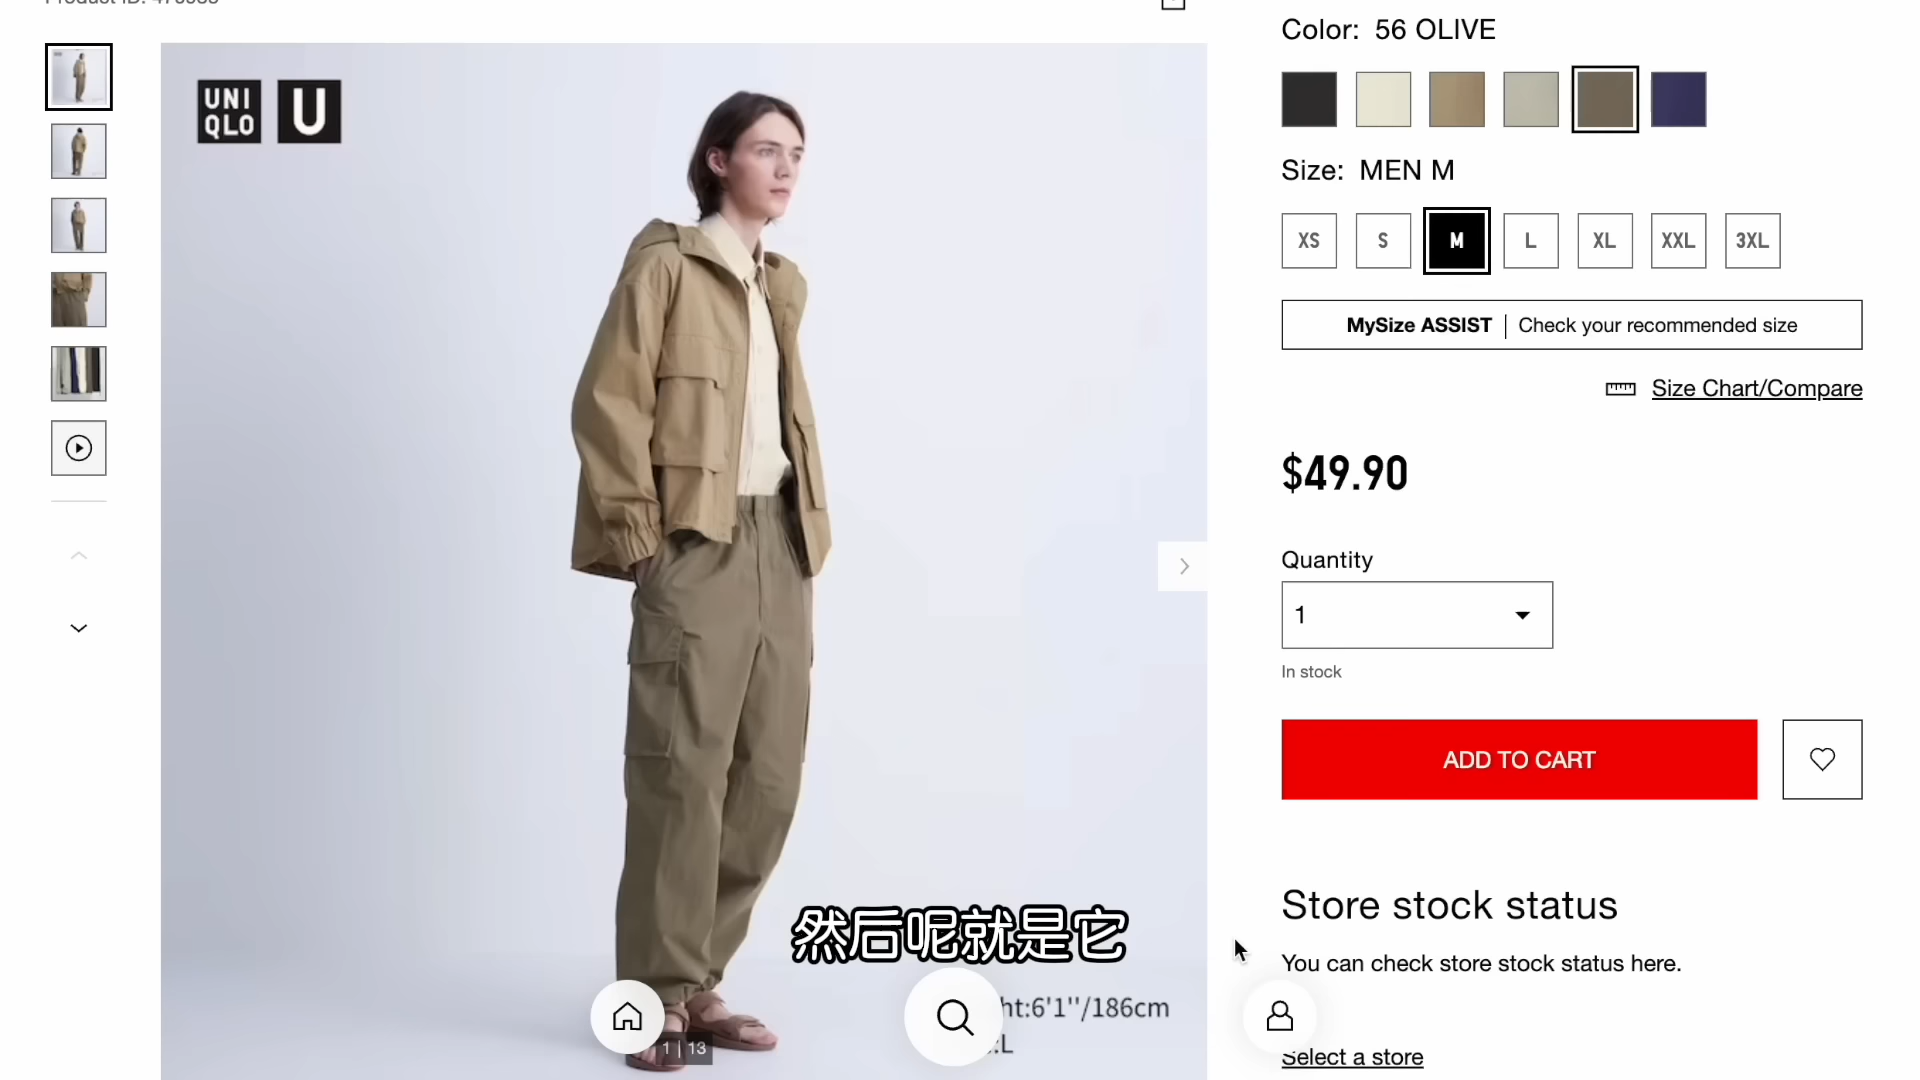 UNI
QLO
U
Color: 56 OLIVE
Size: MEN M
XS S M L XL XXL 3XL
MySize ASSIST | Check your recommended size
Size Chart/Compare
$49.90
Quantity
1
In stock
ADD TO CART
然后呢就是它
ht:6'1''/186cm
:L
1 | 13
Store stock status
You can check store stock status here.
Select a store